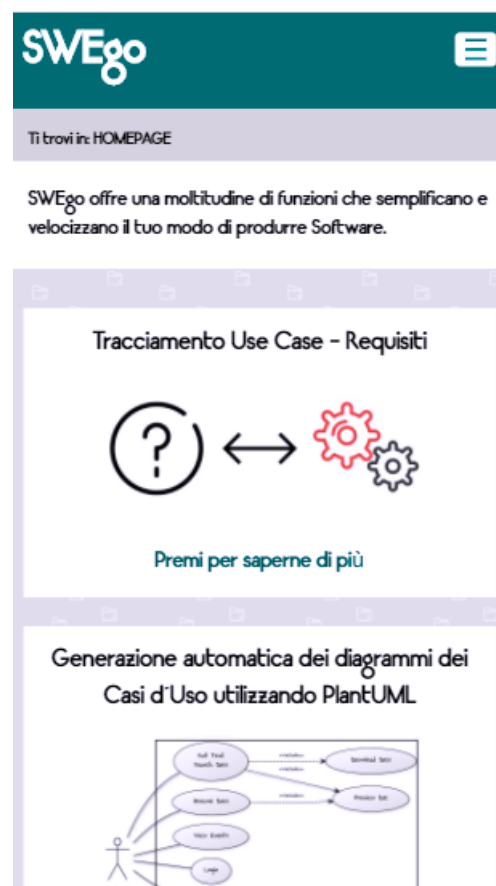 SWEgo
Ti trovi in: HOMEPAGE
SWEgo offre una moltitudine di funzioni che semplificano e
velocizzano il tuo modo di produrre Software.
Tracciamento Use Case - Requisiti
?
Premi per saperne di più
Generazione automatica dei diagrammi dei
Casi d'Uso utilizzando PlantUML
Login